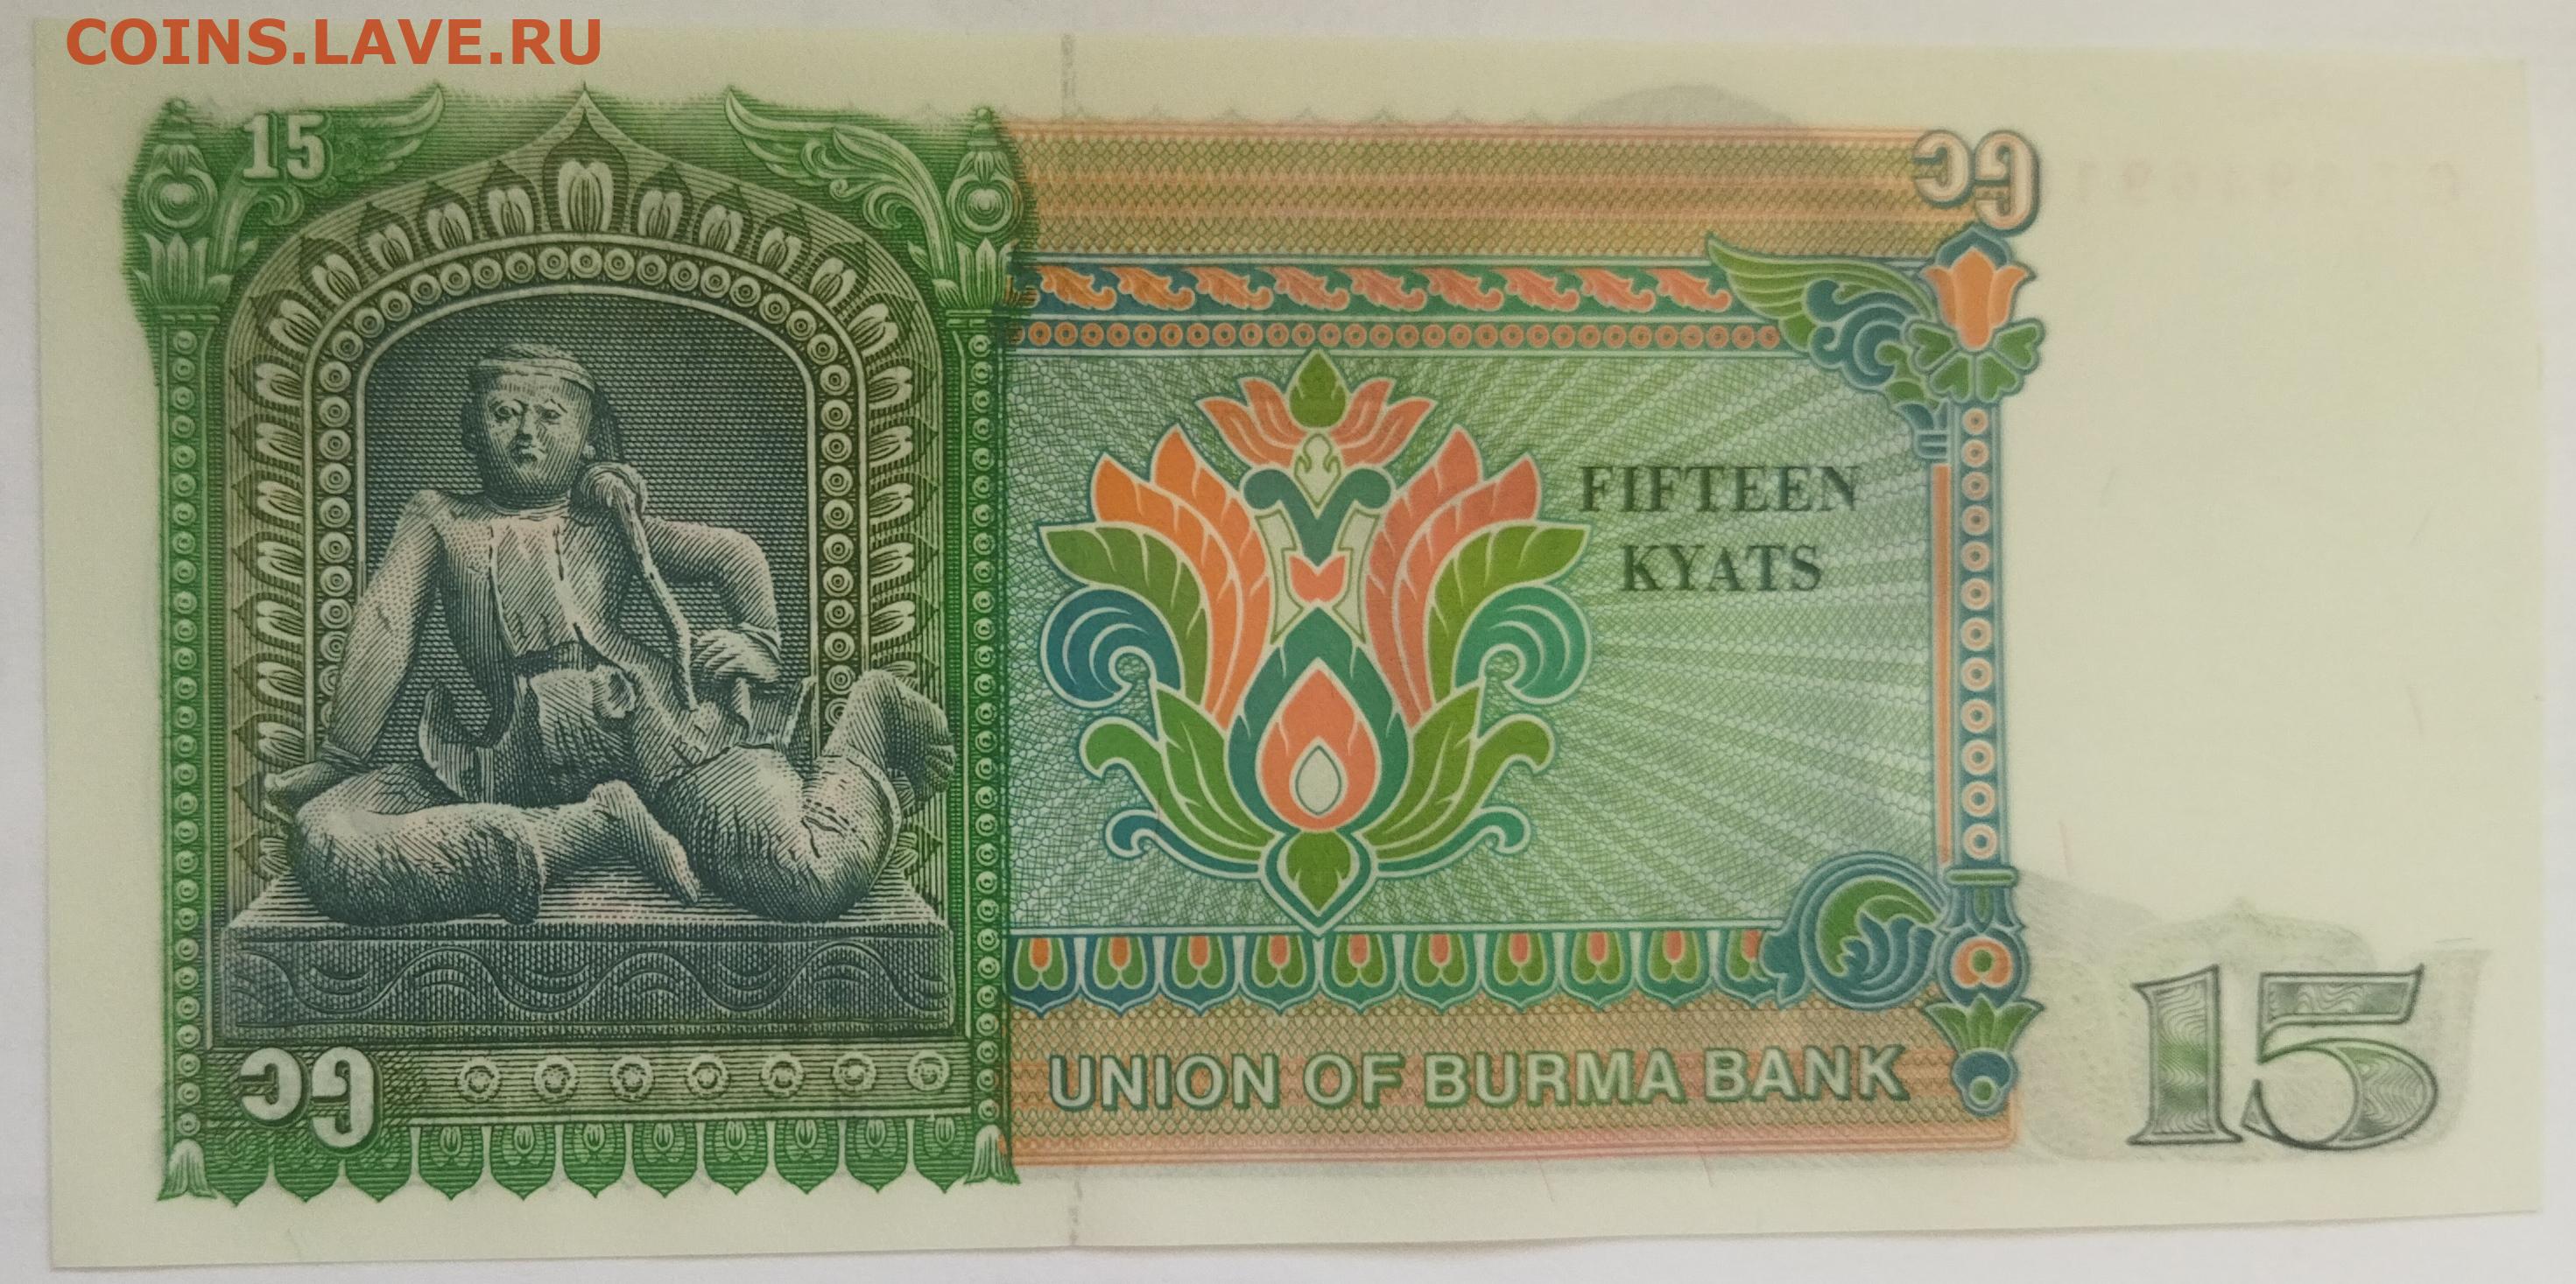 COINS.LAVE.RU
15
၁၅
FIFTEEN
KYATS
၁၅
UNION OF BURMA BANK
15